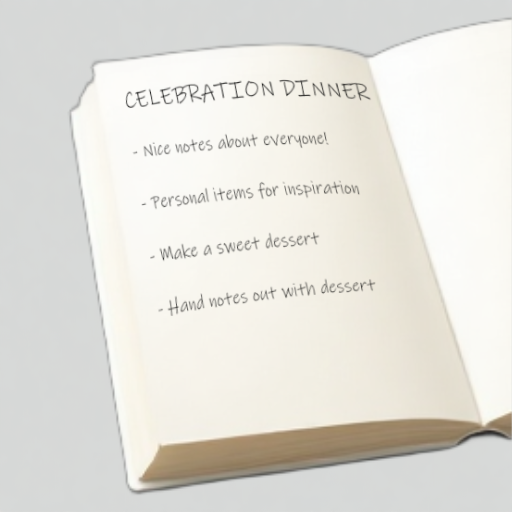 CELEBRATION DINNER
- Nice notes about everyone!
- Personal items for inspiration
- Make a sweet dessert
- Hand notes out with dessert